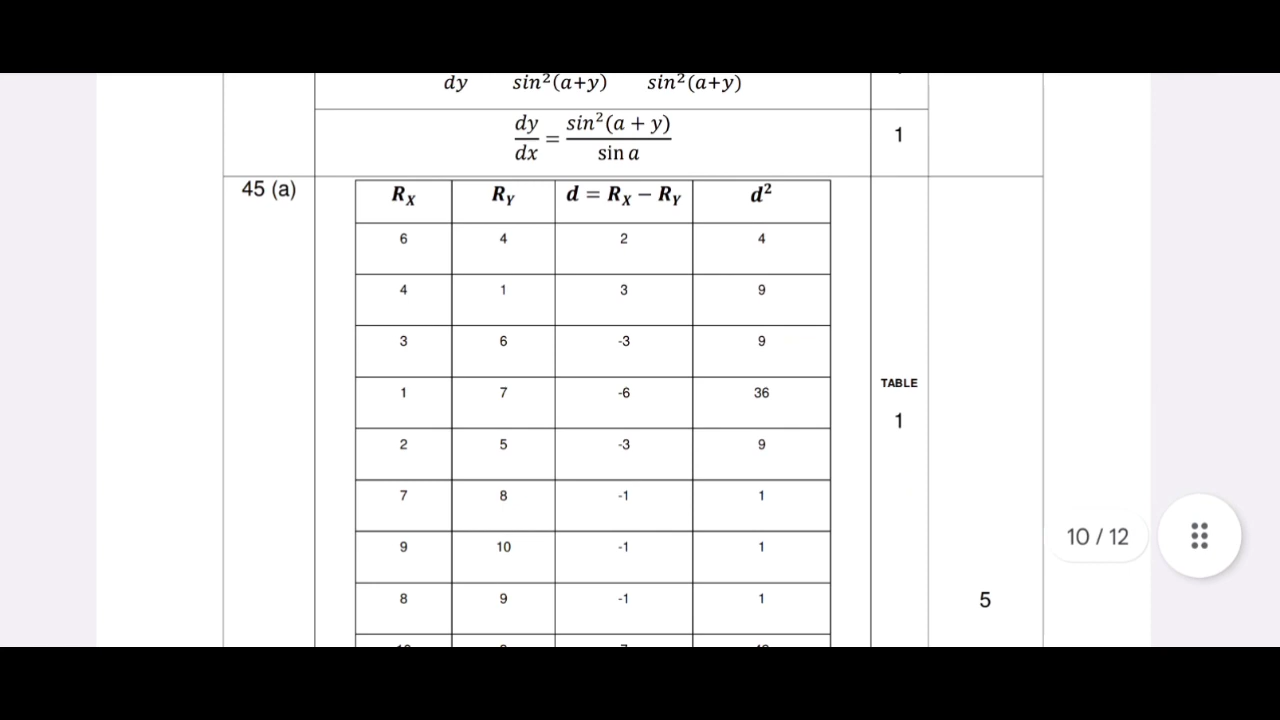 dy sin²(a+y) sin²(a+y)
dy/dx = sin²(a + y)/sin a 1
45 (a) R_X R_Y d = R_X − R_Y d²
6 4 2 4
4 1 3 9
3 6 -3 9
1 7 -6 36
TABLE
1
2 5 -3 9
7 8 -1 1
9 10 -1 1
10 / 12
8 9 -1 1
5